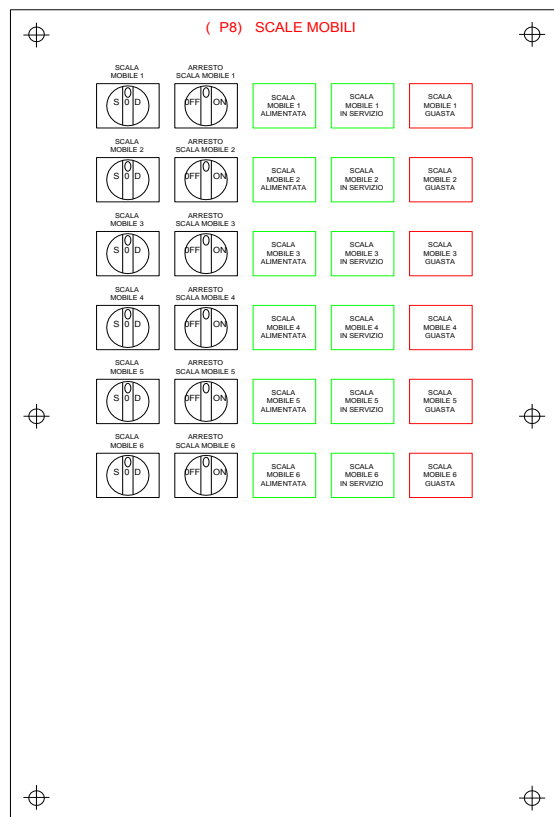 ( P8) SCALE MOBILI
SCALA
MOBILE 1
ARRESTO
SCALA MOBILE 1
S 0 D
OFF ON
SCALA
MOBILE 1
ALIMENTATA
SCALA
MOBILE 1
IN SERVIZIO
SCALA
MOBILE 1
GUASTA
SCALA
MOBILE 2
ARRESTO
SCALA MOBILE 2
S 0 D
OFF ON
SCALA
MOBILE 2
ALIMENTATA
SCALA
MOBILE 2
IN SERVIZIO
SCALA
MOBILE 2
GUASTA
SCALA
MOBILE 3
ARRESTO
SCALA MOBILE 3
S 0 D
OFF ON
SCALA
MOBILE 3
ALIMENTATA
SCALA
MOBILE 3
IN SERVIZIO
SCALA
MOBILE 3
GUASTA
SCALA
MOBILE 4
ARRESTO
SCALA MOBILE 4
S 0 D
OFF ON
SCALA
MOBILE 4
ALIMENTATA
SCALA
MOBILE 4
IN SERVIZIO
SCALA
MOBILE 4
GUASTA
SCALA
MOBILE 5
ARRESTO
SCALA MOBILE 5
S 0 D
OFF ON
SCALA
MOBILE 5
ALIMENTATA
SCALA
MOBILE 5
IN SERVIZIO
SCALA
MOBILE 5
GUASTA
SCALA
MOBILE 6
ARRESTO
SCALA MOBILE 6
S 0 D
OFF ON
SCALA
MOBILE 6
ALIMENTATA
SCALA
MOBILE 6
IN SERVIZIO
SCALA
MOBILE 6
GUASTA